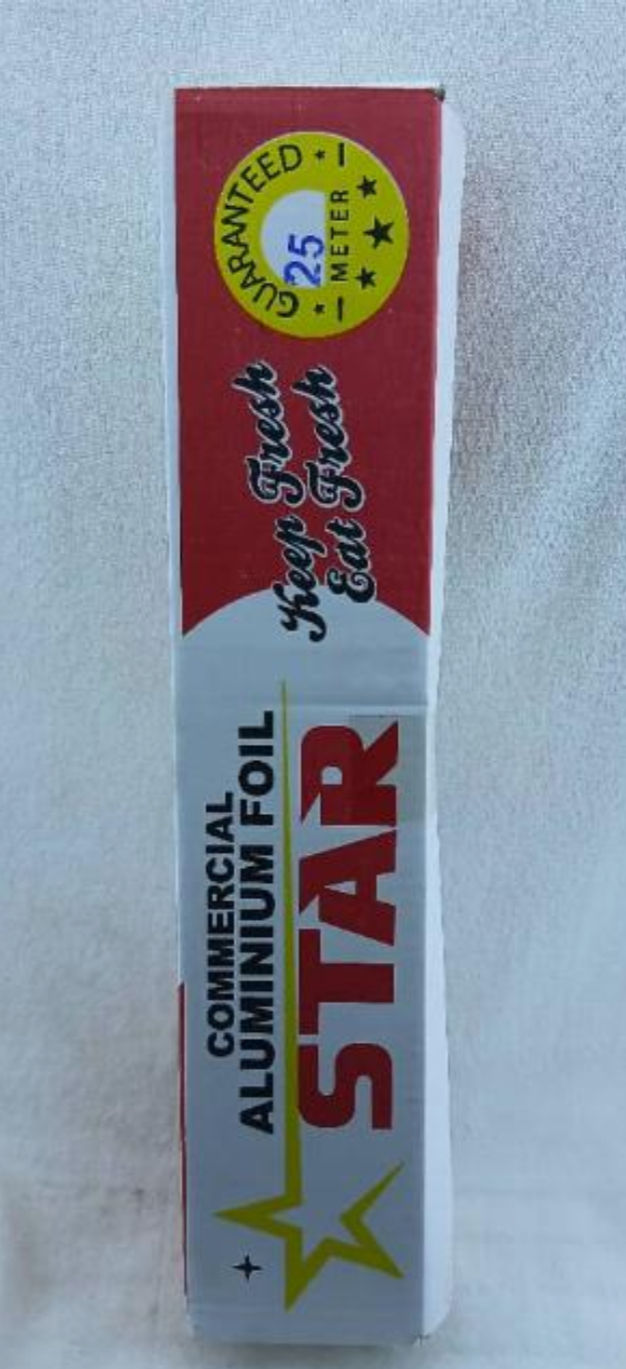 COMMERCIAL
ALUMINIUM FOIL
STAR
Keep Fresh
Eat Fresh
GUARANTEED
25
METER